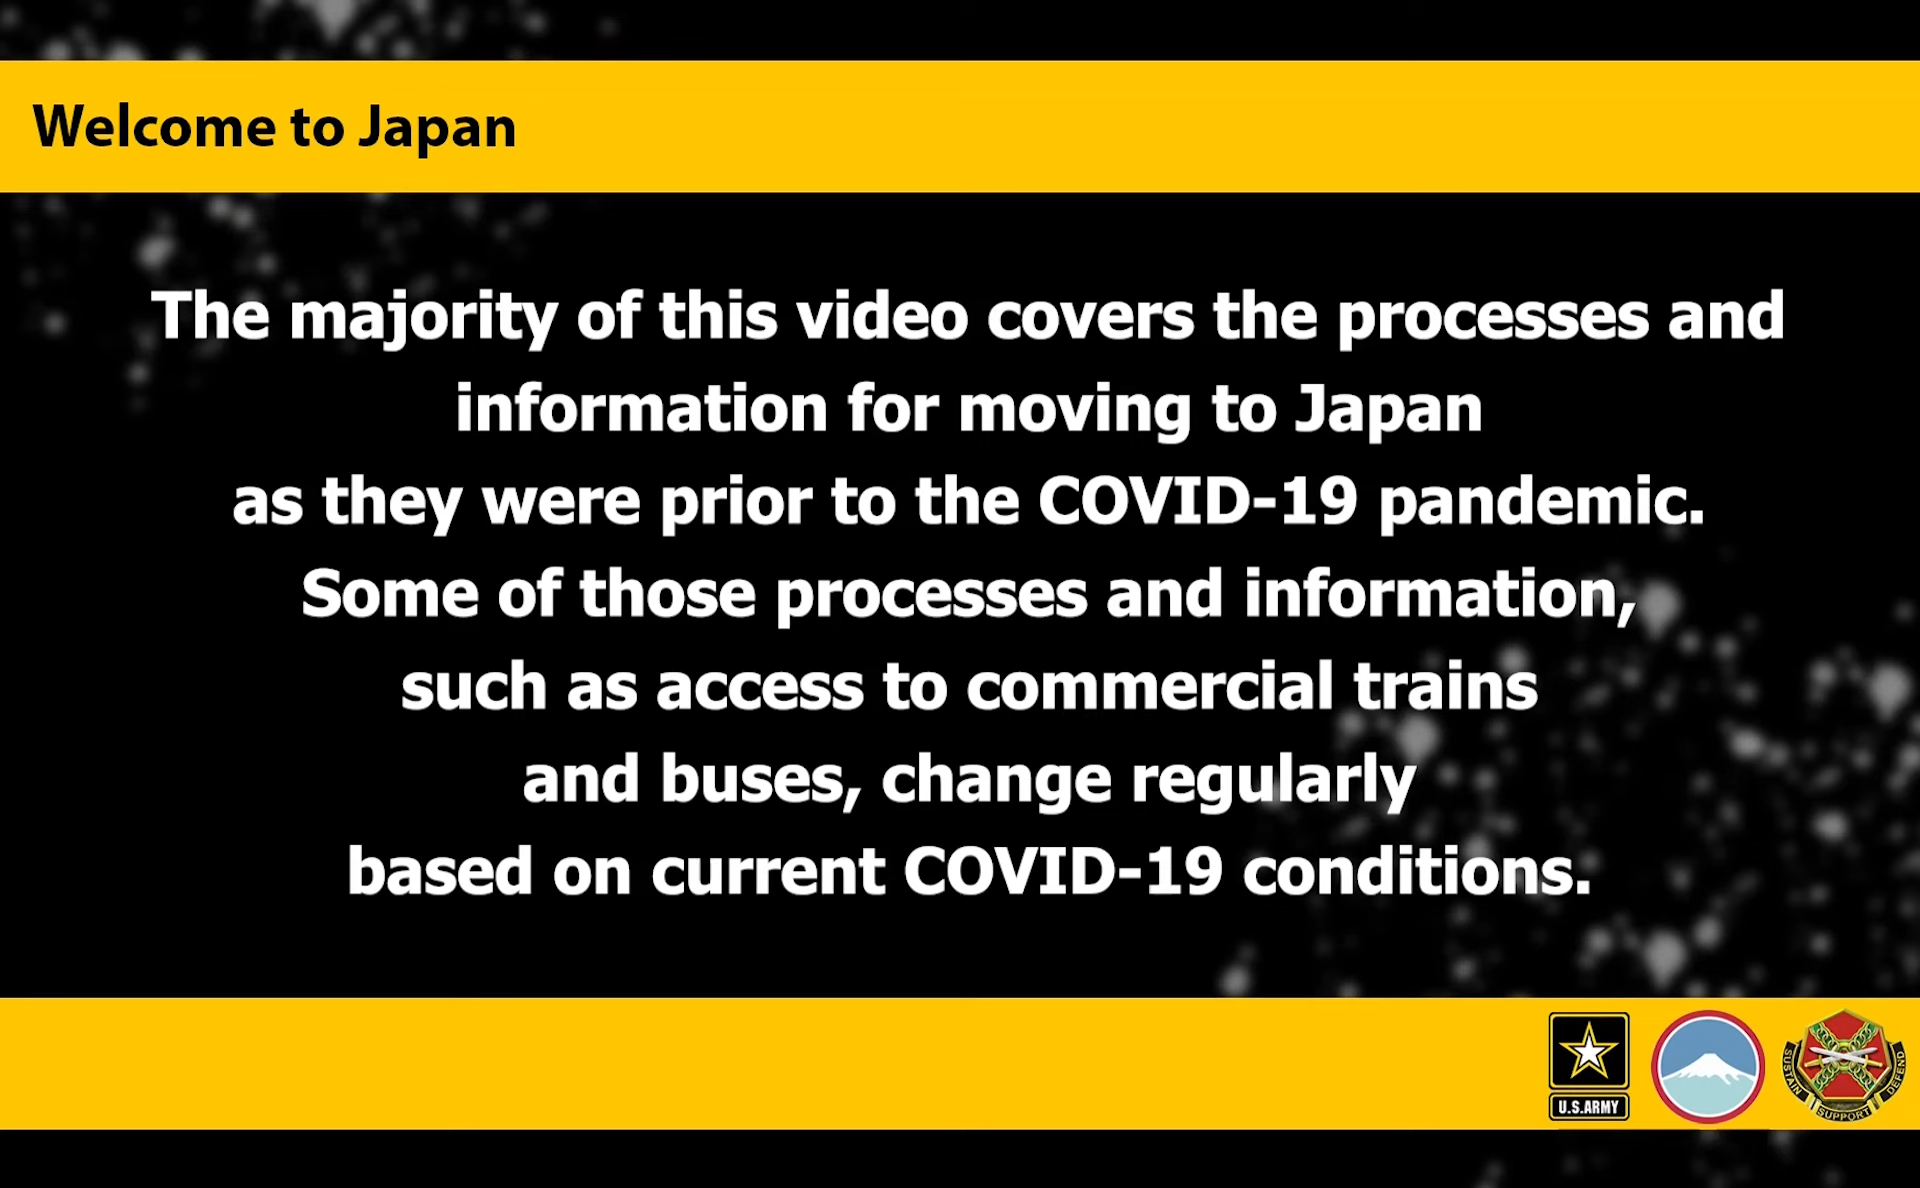 Welcome to Japan
The majority of this video covers the processes and
information for moving to Japan
as they were prior to the COVID-19 pandemic.
Some of those processes and information,
such as access to commercial trains
and buses, change regularly
based on current COVID-19 conditions.
U.S.ARMY
SUSTAIN
SUPPORT
DEFEND